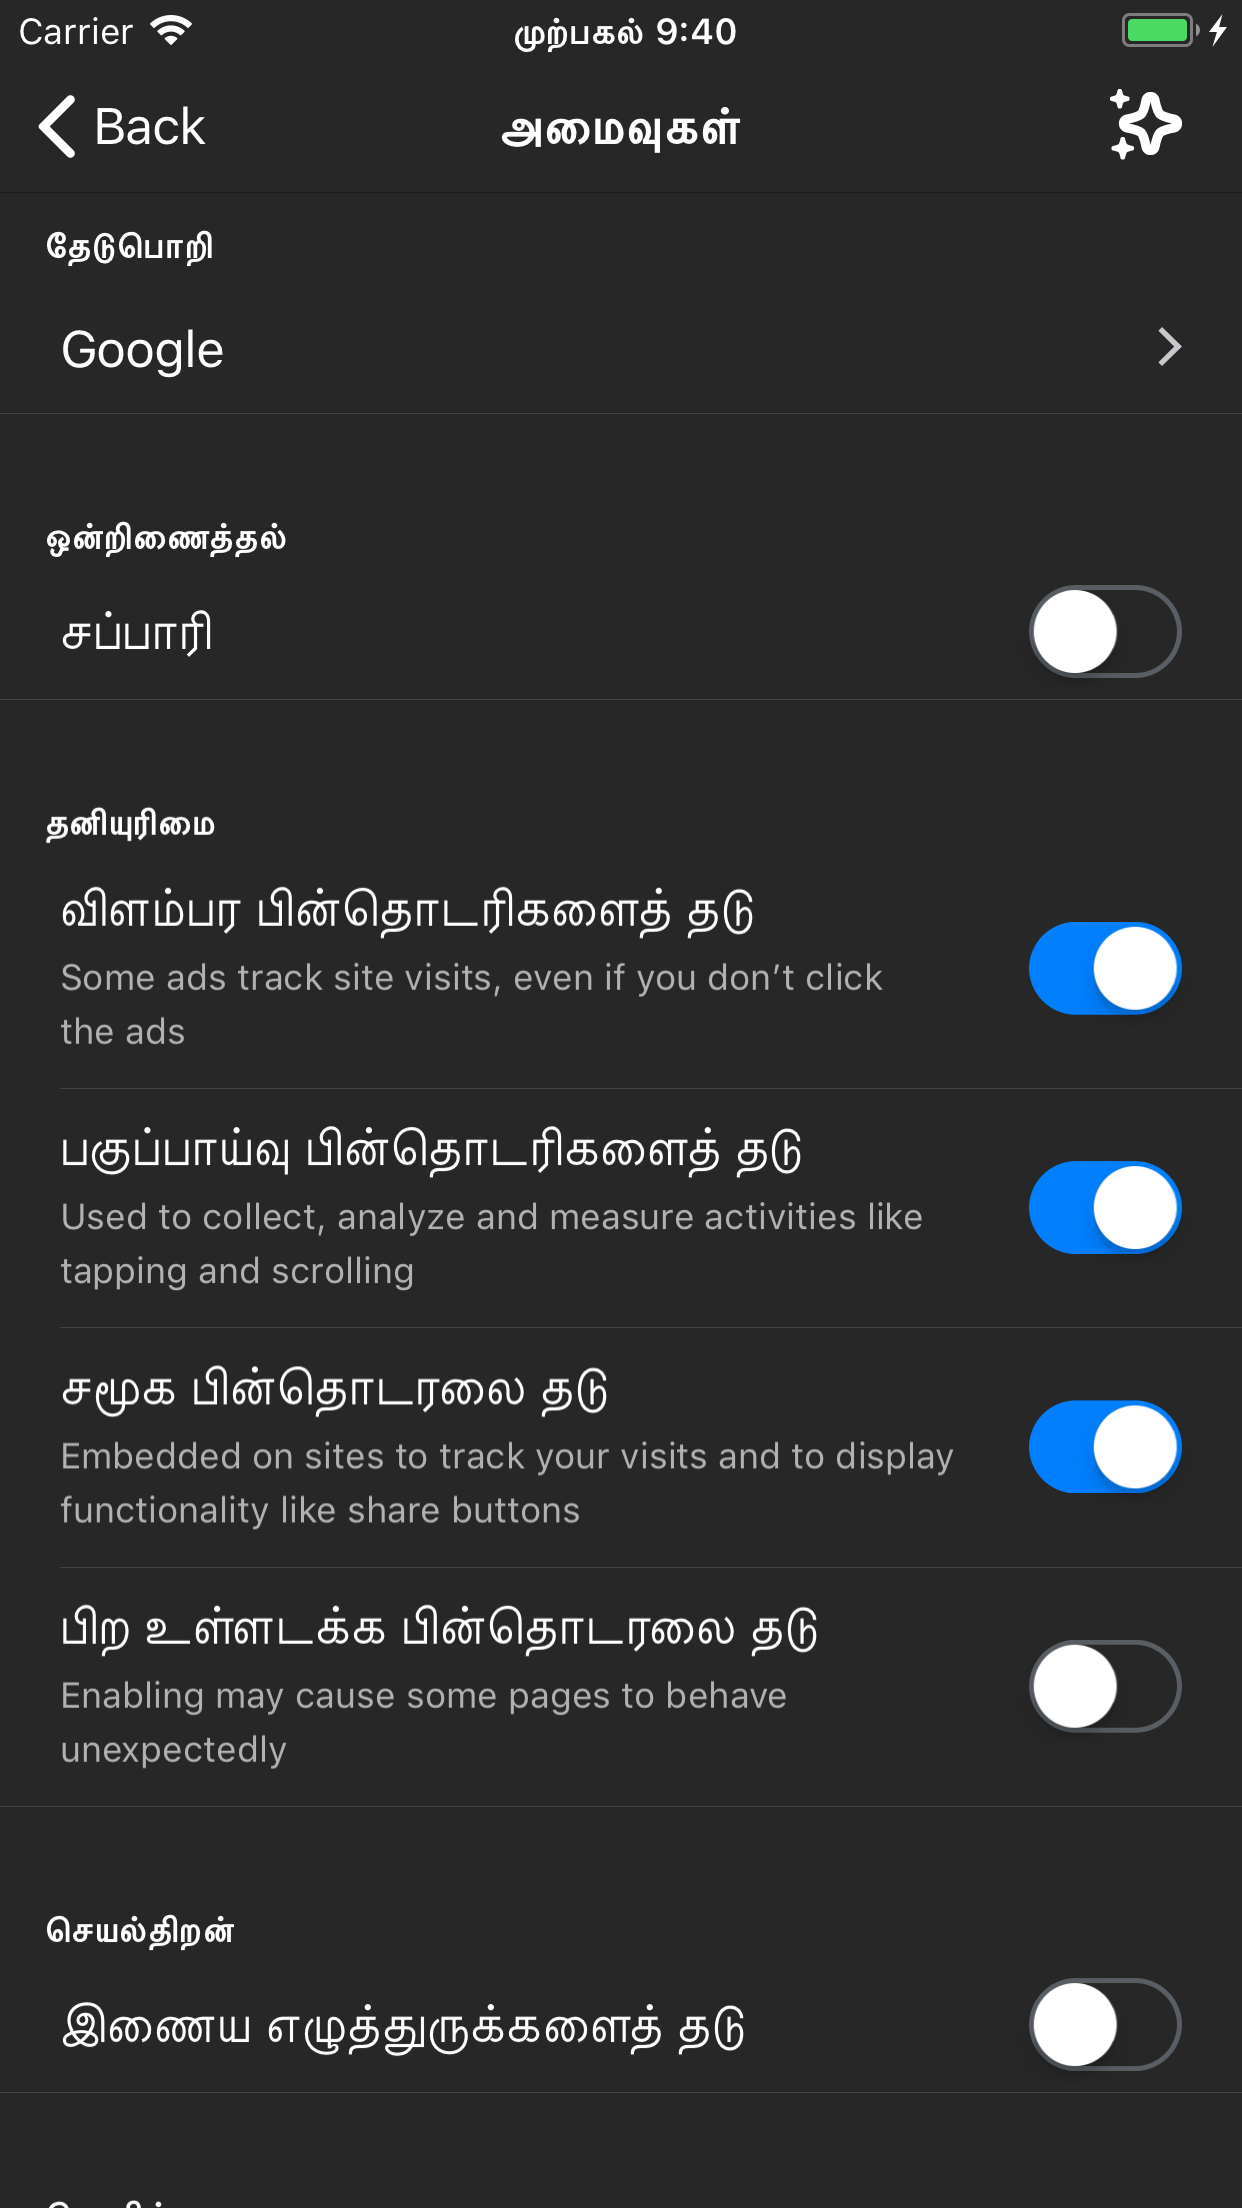 Carrier
முற்பகல் 9:40
Back
அமைவுகள்
தேடுபொறி
Google
ஒன்றிணைத்தல்
சப்பாரி
தனியுரிமை
விளம்பர பின்தொடரிகளைத் தடு
Some ads track site visits, even if you don’t click
the ads
பகுப்பாய்வு பின்தொடரிகளைத் தடு
Used to collect, analyze and measure activities like
tapping and scrolling
சமூக பின்தொடரலை தடு
Embedded on sites to track your visits and to display
functionality like share buttons
பிற உள்ளடக்க பின்தொடரலை தடு
Enabling may cause some pages to behave
unexpectedly
செயல்திறன்
இணைய எழுத்துருக்களைத் தடு